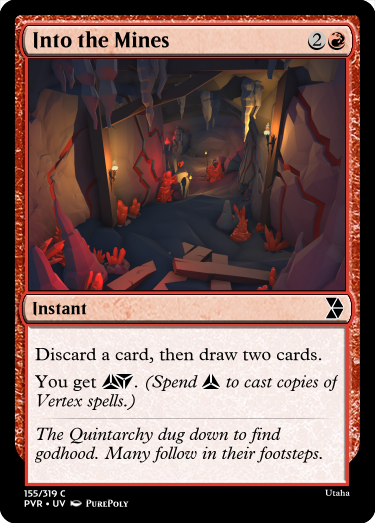 Into the Mines 2
Instant
Discard a card, then draw two cards.
You get . (Spend to cast copies of
Vertex spells.)
The Quintarchy dug down to find
godhood. Many follow in their footsteps.
155/319 C Utaha
PVR • UV PurePoly